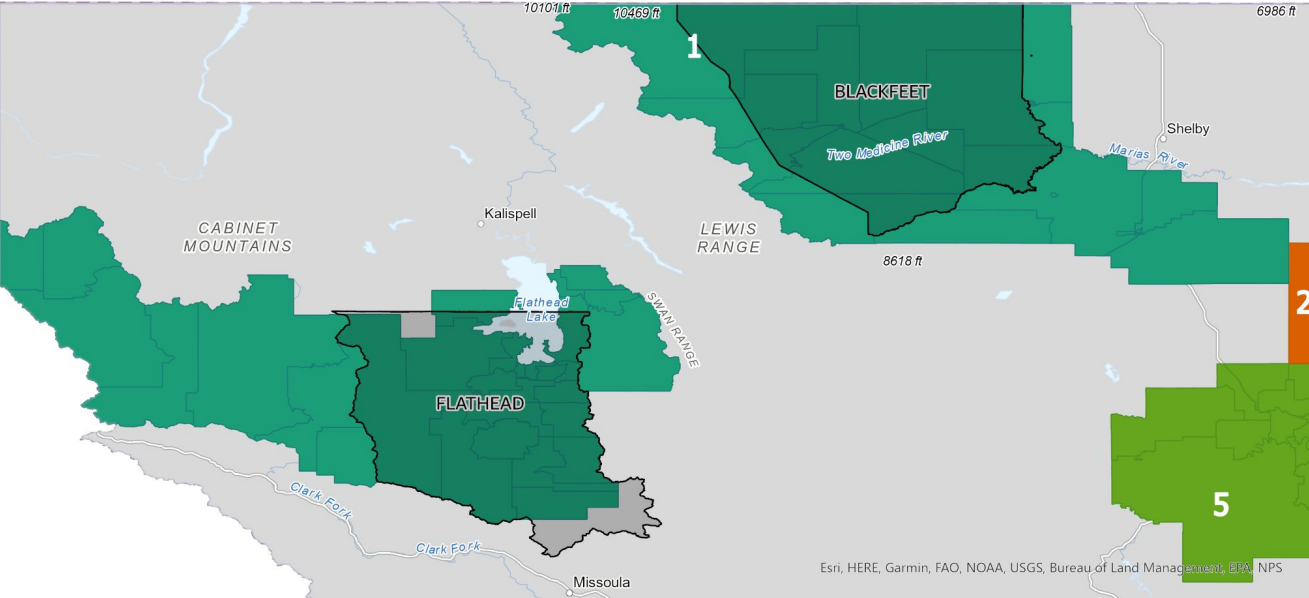 10101 ft
10469 ft
6986 ft
1
BLACKFEET
Shelby
Two Medicine River
Marias River
Kalispell
CABINET
MOUNTAINS
LEWIS
RANGE
8618 ft
Flathead
Lake
SWAN RANGE
2
FLATHEAD
5
Clark Fork
Clark Fork
Esri, HERE, Garmin, FAO, NOAA, USGS, Bureau of Land Management, EPA, NPS
Missoula